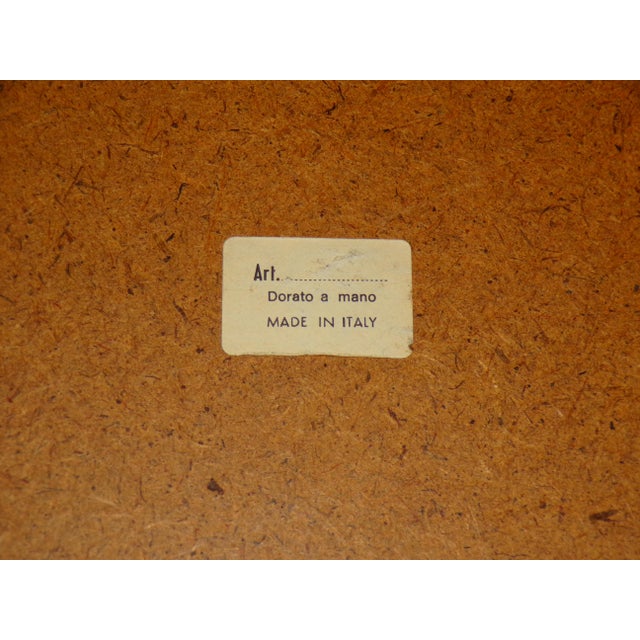 Art. ..............................
Dorato a mano
MADE IN ITALY